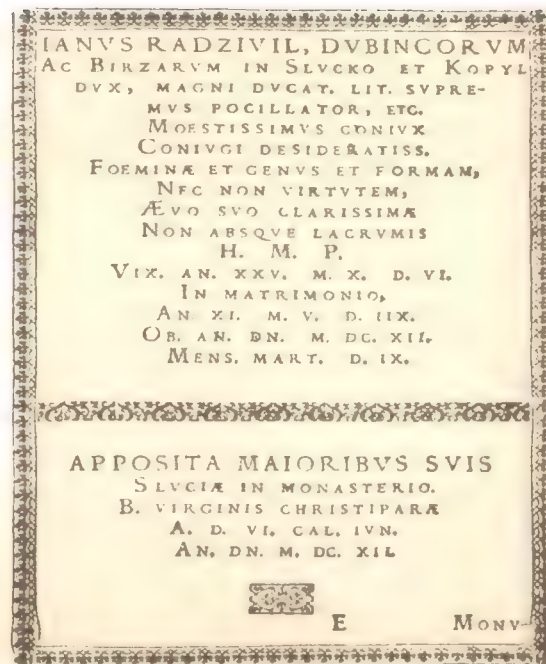 IANVS RADZIVIL, DVBINCORVM
AC BIRZARVM IN SLVCKO ET KOPYL
DVX, MAGNI DVCAT. LIT. SVPRE-
MVS POCILLATOR, ETC.
MOESTISSIMVS CONIVX
CONIVGI DESIDERATISS.
FOEMINÆ ET GENVS ET FORMAM,
NEC NON VIRTVTEM,
ÆVO SVO CLARISSIMÆ
NON ABSQVE LACRVMIS
H. M. P.
VIX. AN. XXV. M. X. D. VI.
IN MATRIMONIO,
AN XI. M. V. D. IIX.
OB. AN. DN. M. DC. XII.
MENS. MART. D. IX.
APPOSITA MAIORIBVS SVIS
SLVCIÆ IN MONASTERIO.
B. VIRGINIS CHRISTIPARÆ
A. D. VI. CAL. IVN.
AN. DN. M. DC. XII.
E MONV-